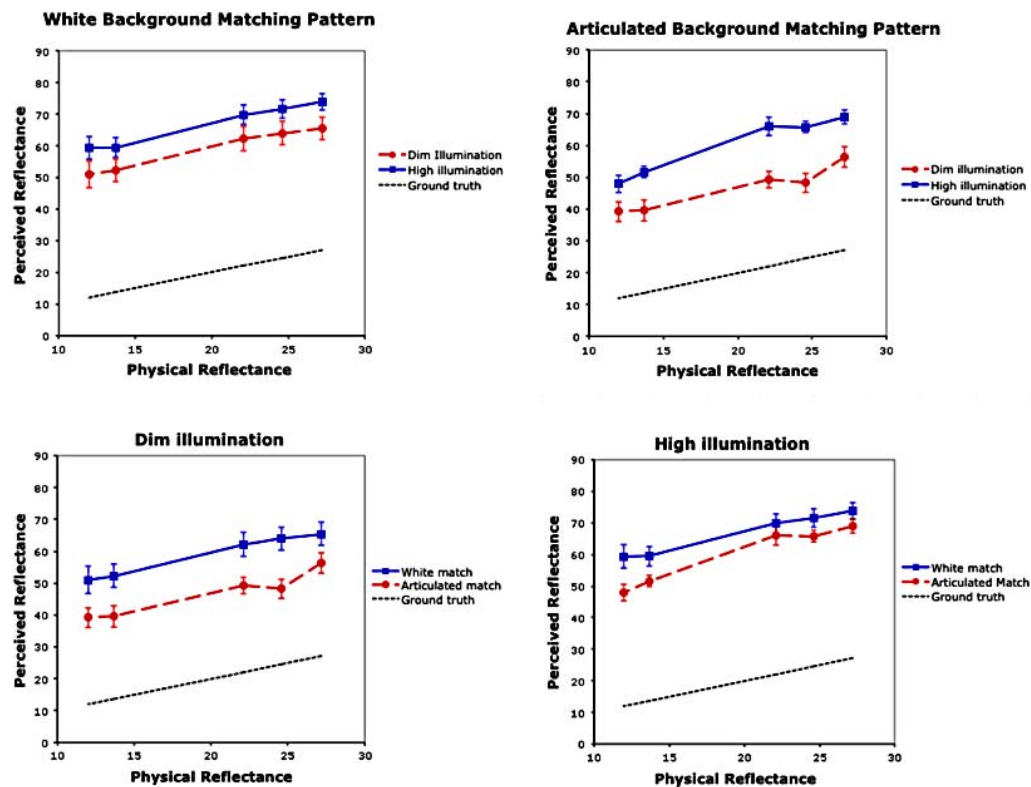 White Background Matching Pattern
90
80
70
60
50
40
30
20
10
0
Perceived Reflectance
10 15 20 25 30
Physical Reflectance
Dim Illumination
High illumination
Ground truth
Articulated Background Matching Pattern
90
80
70
60
50
40
30
20
10
0
Perceived Reflectance
10 15 20 25 30
Physical Reflectance
Dim illumination
High illumination
Ground truth
Dim illumination
90
80
70
60
50
40
30
20
10
0
Perceived Reflectance
10 15 20 25 30
Physical Reflectance
White match
Articulated match
Ground truth
High illumination
90
80
70
60
50
40
30
20
10
0
Perceived Reflectance
10 15 20 25 30
Physical Reflectance
White match
Articulated Match
Ground truth